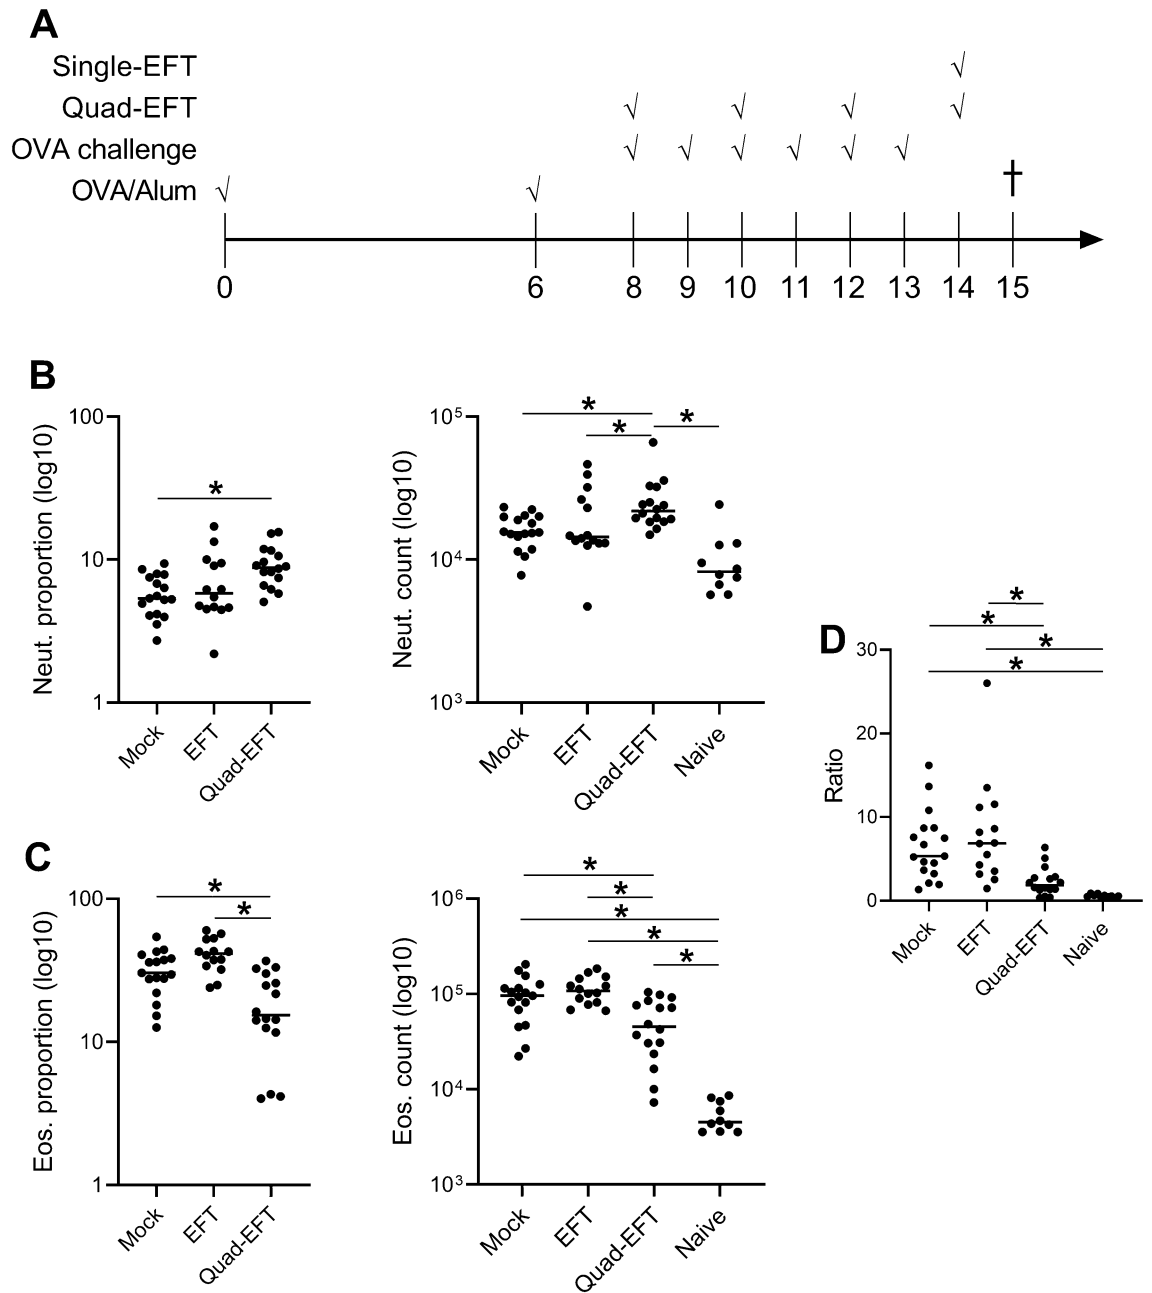 A
Single-EFT √
Quad-EFT √ √ √ √
OVA challenge √ √ √ √ √ √
OVA/Alum √ √ †
0 6 8 9 10 11 12 13 14 15
B
Neut. proportion (log10)
100
10
1
*
Mock
EFT
Quad-EFT
Neut. count (log10)
10⁵
10⁴
10³
*
*
*
Mock
EFT
Quad-EFT
Naive
C
Eos. proportion (log10)
100
10
1
*
*
Mock
EFT
Quad-EFT
Eos. count (log10)
10⁶
10⁵
10⁴
10³
*
*
*
*
*
Mock
EFT
Quad-EFT
Naive
D
Ratio
30
20
10
0
*
*
*
*
Mock
EFT
Quad-EFT
Naive